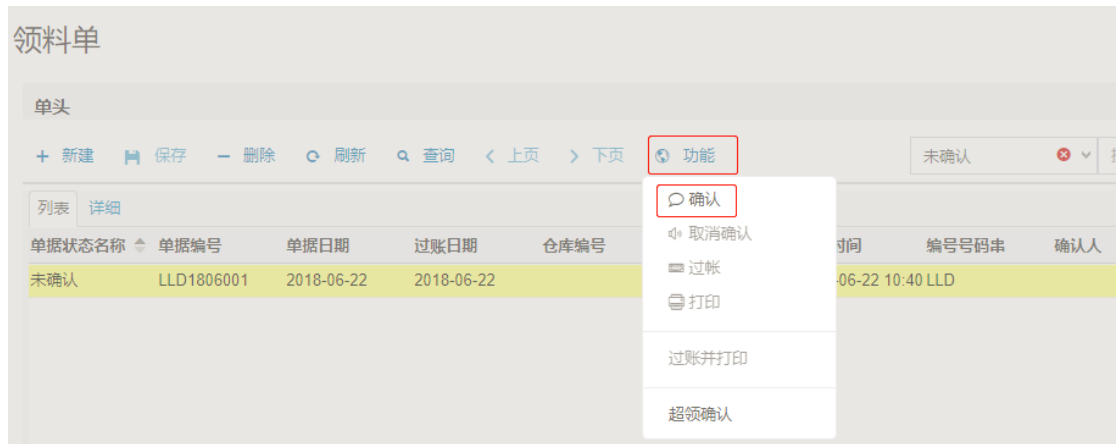 领料单
单头
+ 新建 保存 − 删除 刷新 查询 < 上页 > 下页 功能 未确认
列表 详细
确认
取消确认
单据状态名称 单据编号 单据日期 过账日期 仓库编号 时间 编号号码串 确认人
过帐
未确认 LLD1806001 2018-06-22 2018-06-22 -06-22 10:40 LLD
打印
过账并打印
超领确认